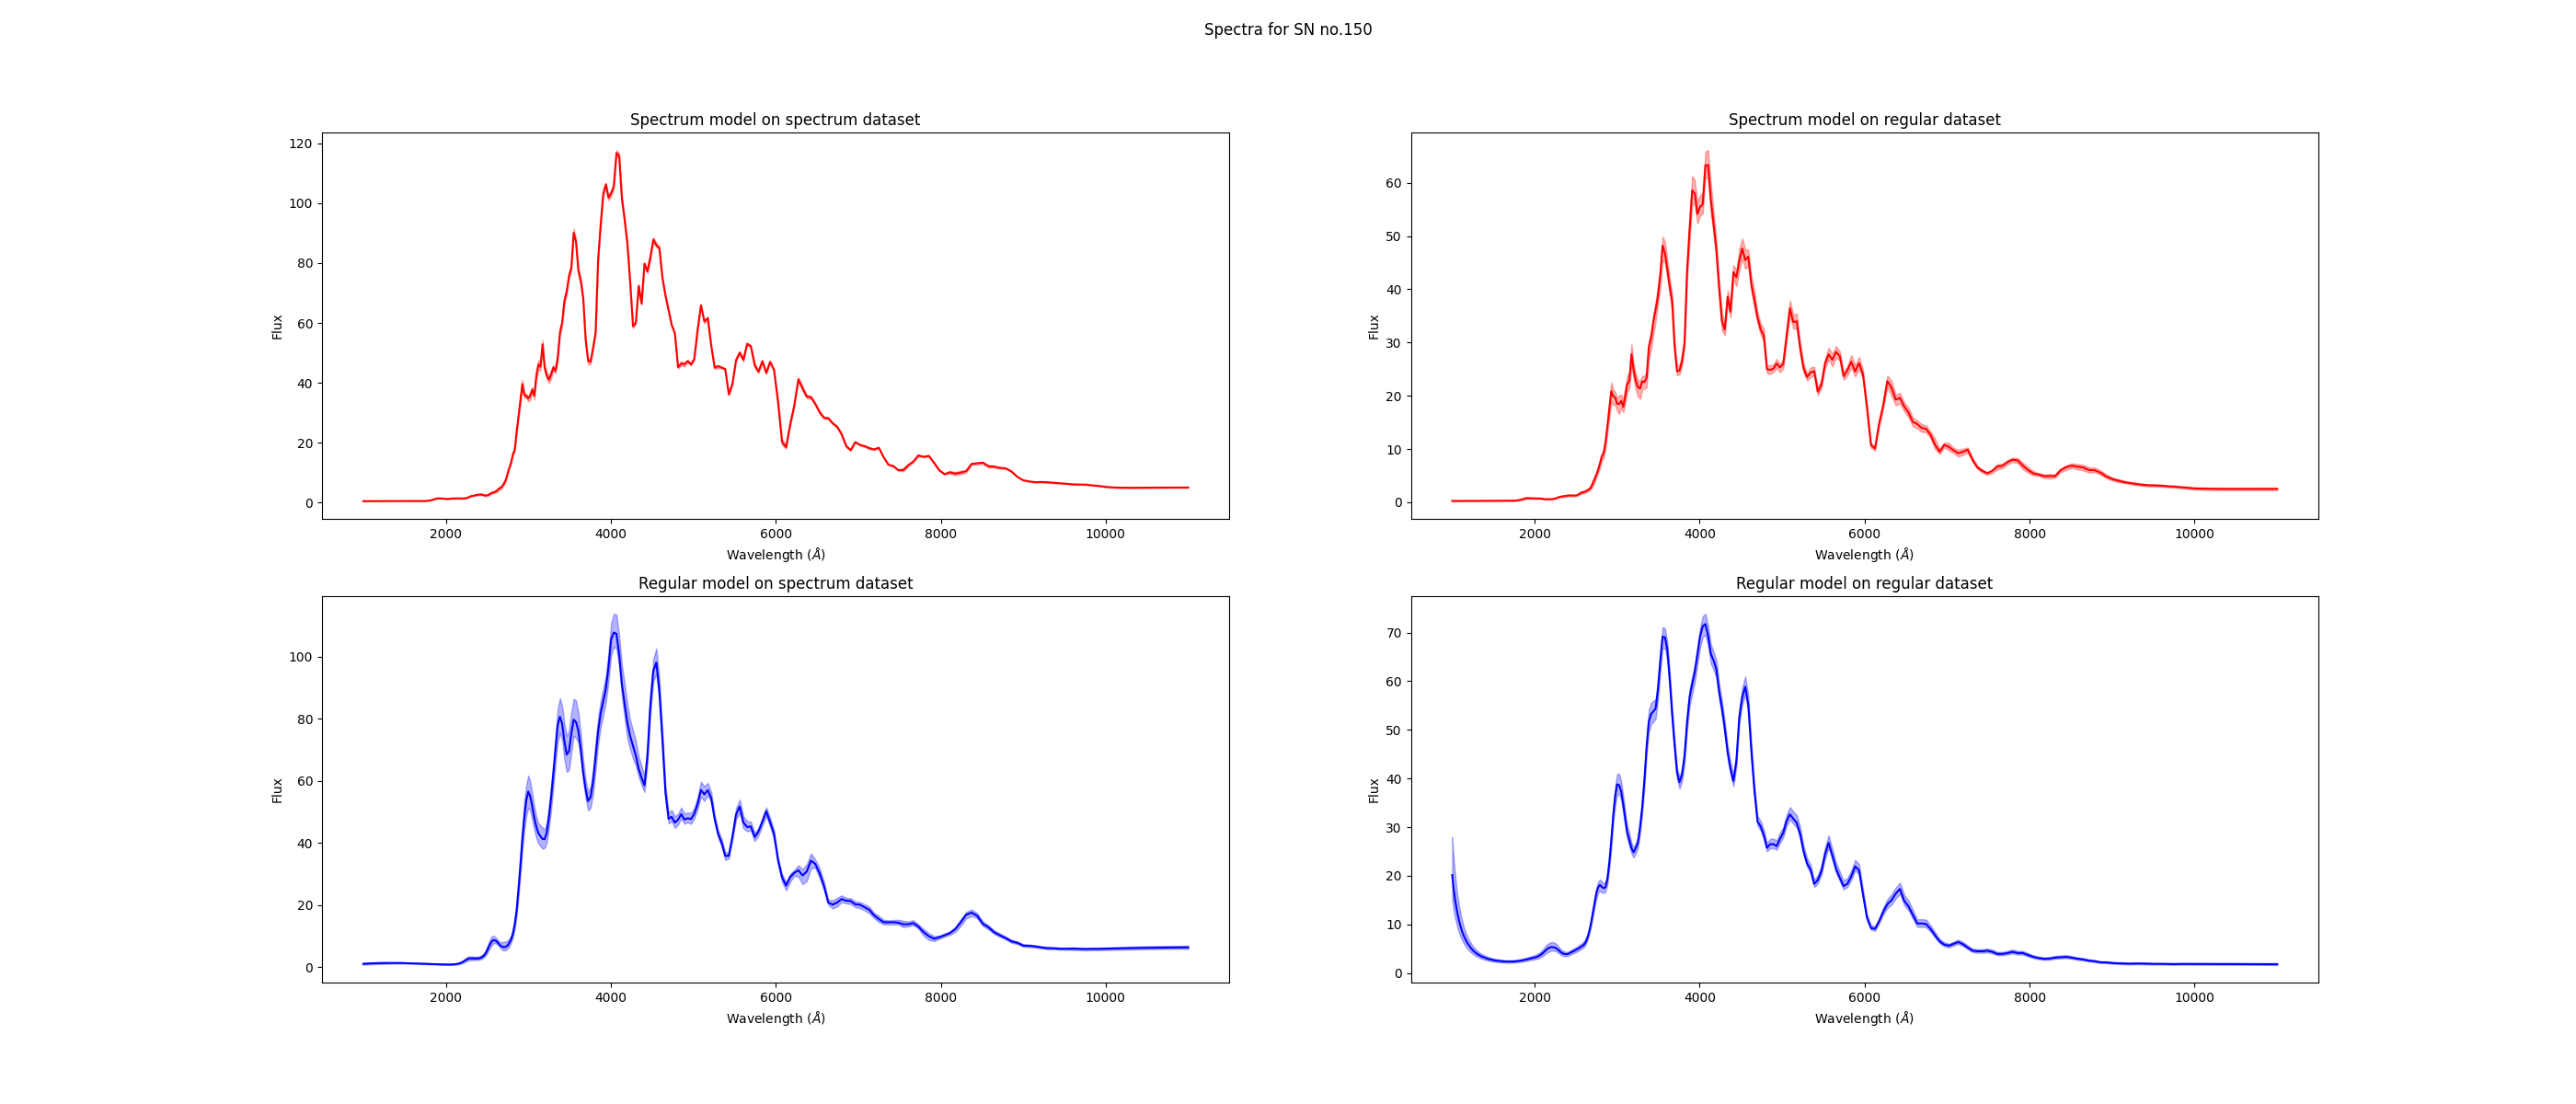 Spectra for SN no.150
Spectrum model on spectrum dataset
120
100
80
60
40
20
0
Flux
2000 4000 6000 8000 10000
Wavelength (Å)
Spectrum model on regular dataset
60
50
40
30
20
10
0
Flux
2000 4000 6000 8000 10000
Wavelength (Å)
Regular model on spectrum dataset
100
80
60
40
20
0
Flux
2000 4000 6000 8000 10000
Wavelength (Å)
Regular model on regular dataset
70
60
50
40
30
20
10
0
Flux
2000 4000 6000 8000 10000
Wavelength (Å)